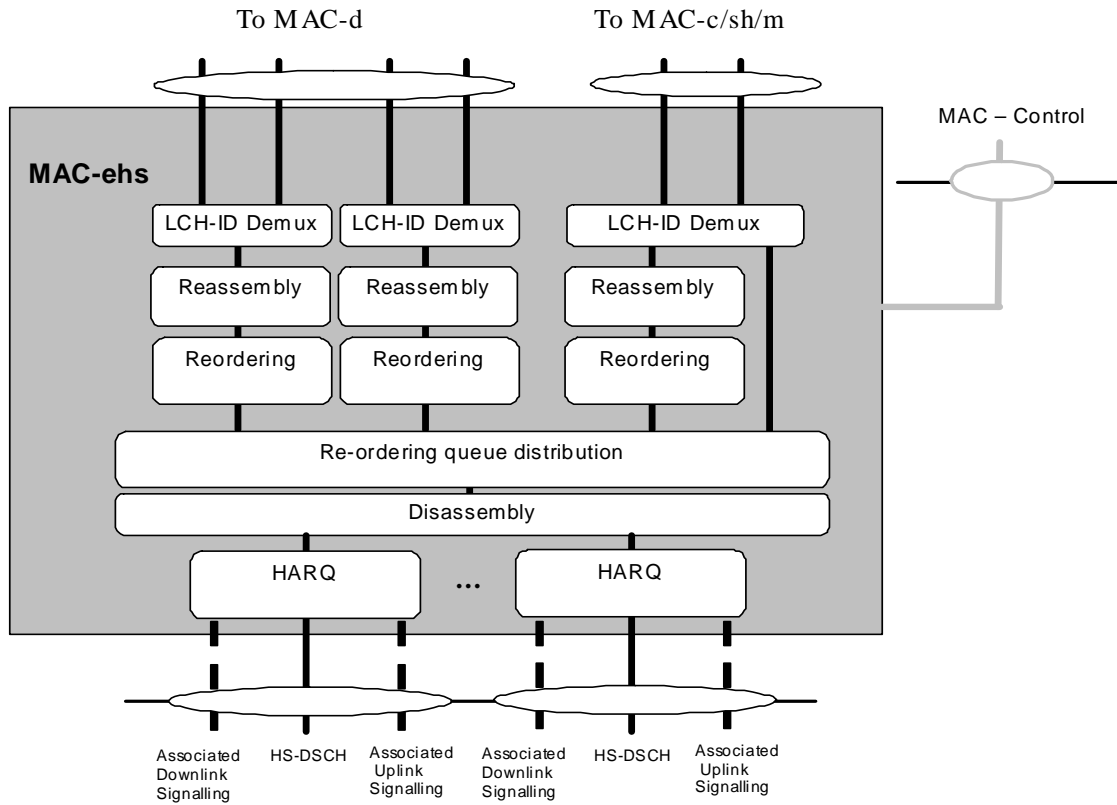 To MAC-d
To MAC-c/sh/m
MAC – Control
MAC-ehs
LCH-ID Demux
LCH-ID Demux
LCH-ID Demux
Reassembly
Reassembly
Reassembly
Reordering
Reordering
Reordering
Re-ordering queue distribution
Disassembly
HARQ
...
HARQ
Associated
Downlink
Signalling
HS-DSCH
Associated
Uplink
Signalling
Associated
Downlink
Signalling
HS-DSCH
Associated
Uplink
Signalling